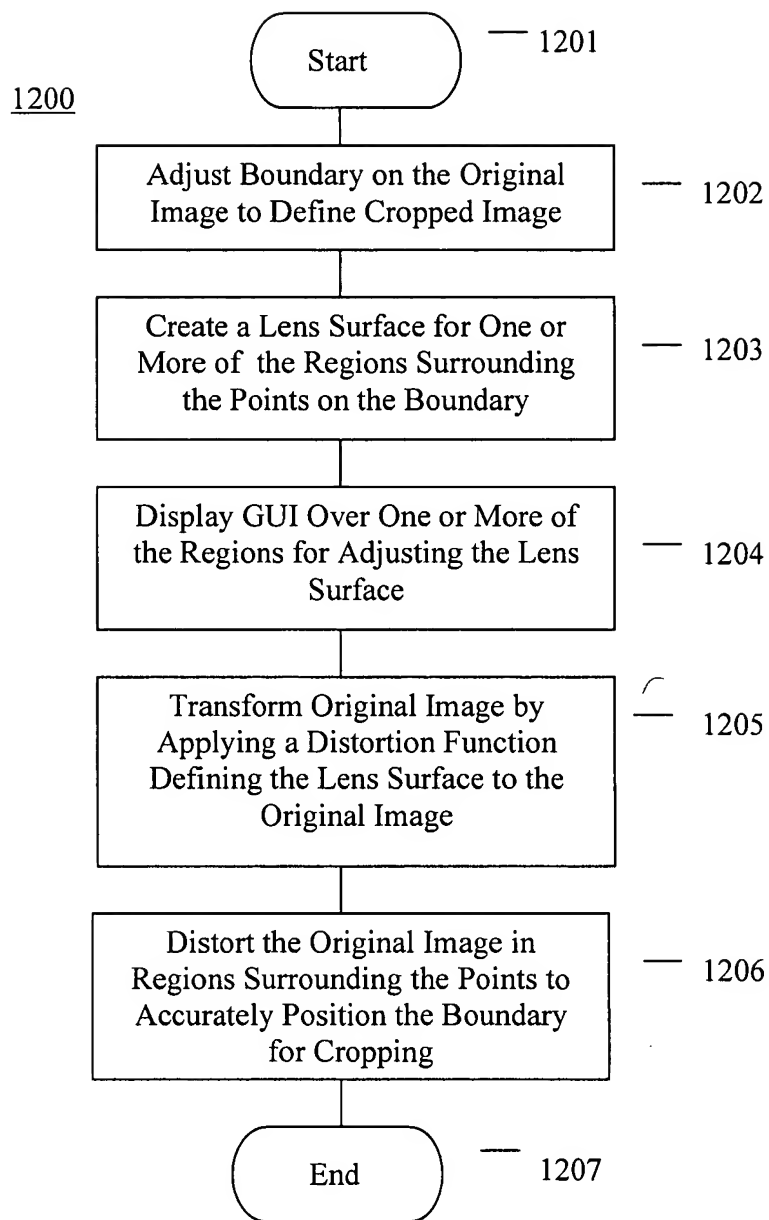 Start
1201
1200
Adjust Boundary on the Original
Image to Define Cropped Image
1202
Create a Lens Surface for One or
More of the Regions Surrounding
the Points on the Boundary
1203
Display GUI Over One or More of
the Regions for Adjusting the Lens
Surface
1204
Transform Original Image by
Applying a Distortion Function
Defining the Lens Surface to the
Original Image
1205
Distort the Original Image in
Regions Surrounding the Points to
Accurately Position the Boundary
for Cropping
1206
End
1207